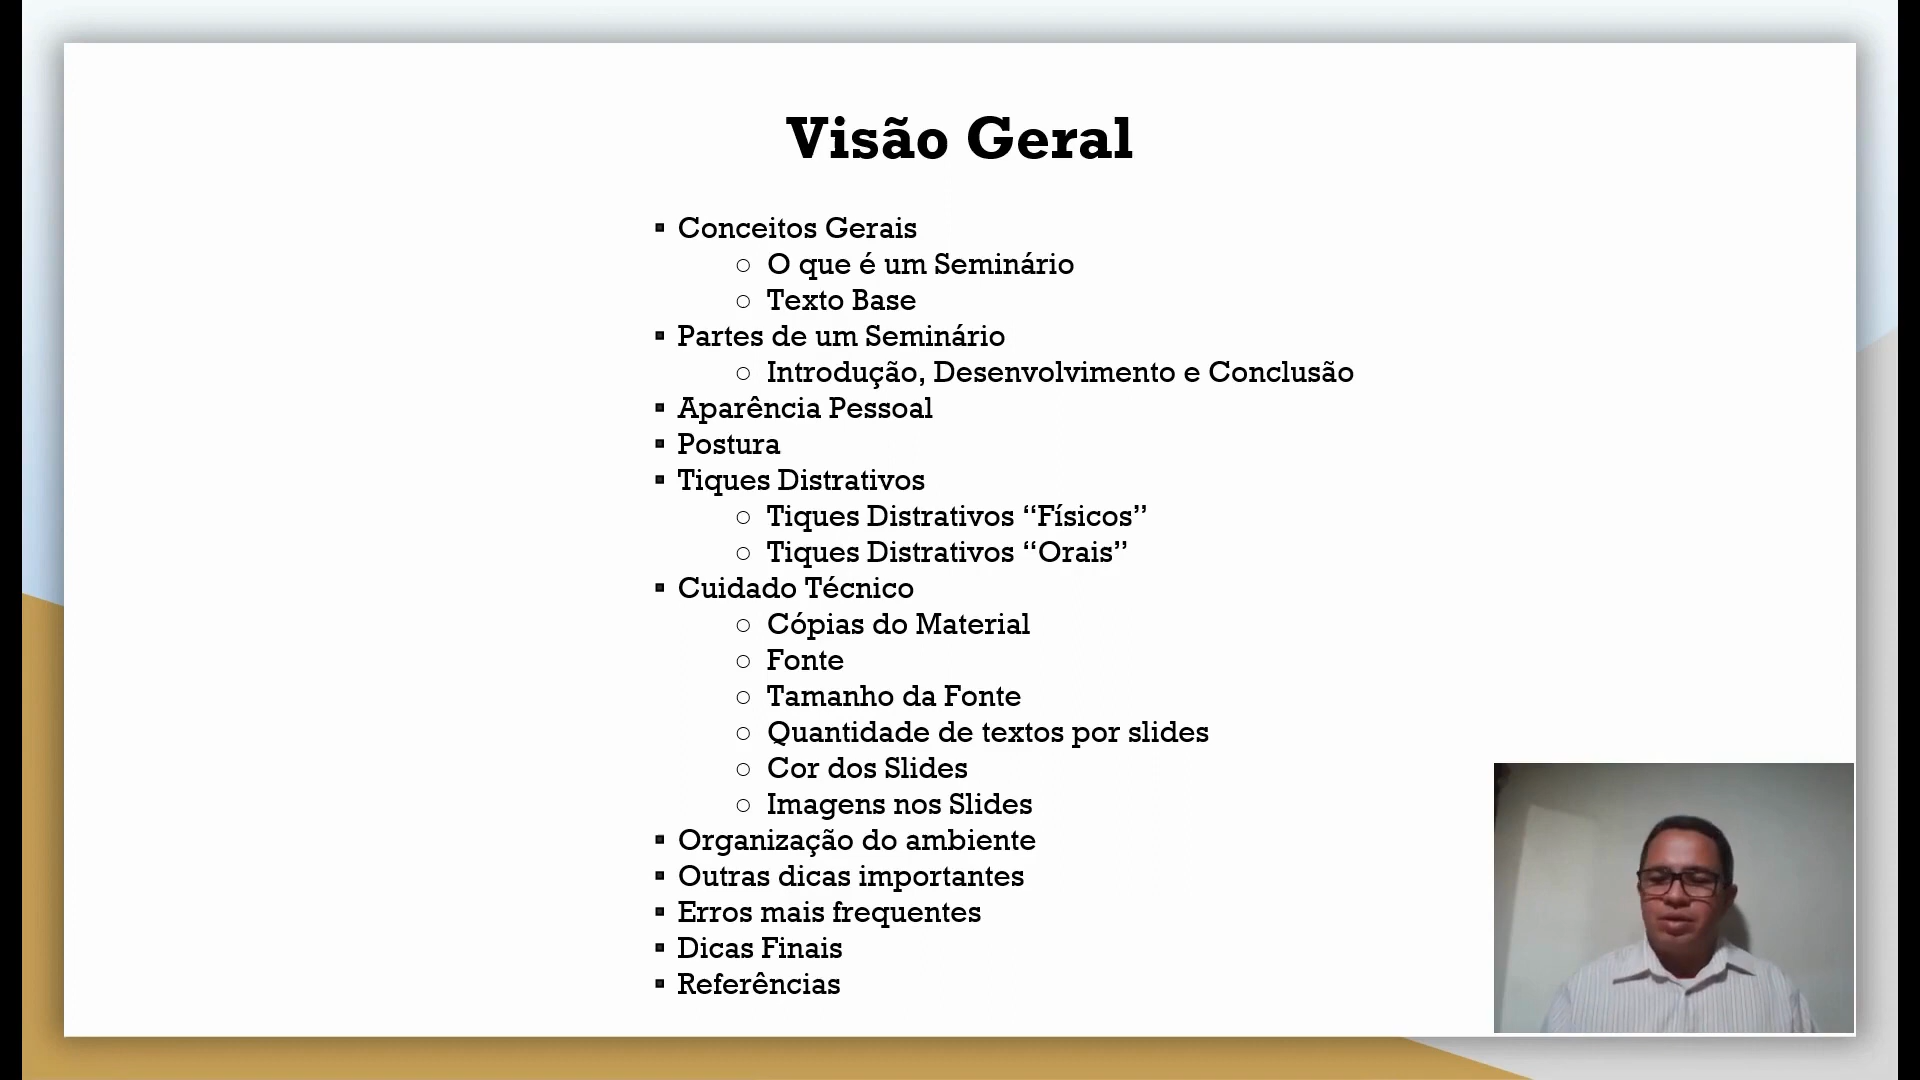 Visão Geral
▪ Conceitos Gerais
○ O que é um Seminário
○ Texto Base
▪ Partes de um Seminário
○ Introdução, Desenvolvimento e Conclusão
▪ Aparência Pessoal
▪ Postura
▪ Tiques Distrativos
○ Tiques Distrativos “Físicos”
○ Tiques Distrativos “Orais”
▪ Cuidado Técnico
○ Cópias do Material
○ Fonte
○ Tamanho da Fonte
○ Quantidade de textos por slides
○ Cor dos Slides
○ Imagens nos Slides
▪ Organização do ambiente
▪ Outras dicas importantes
▪ Erros mais frequentes
▪ Dicas Finais
▪ Referências